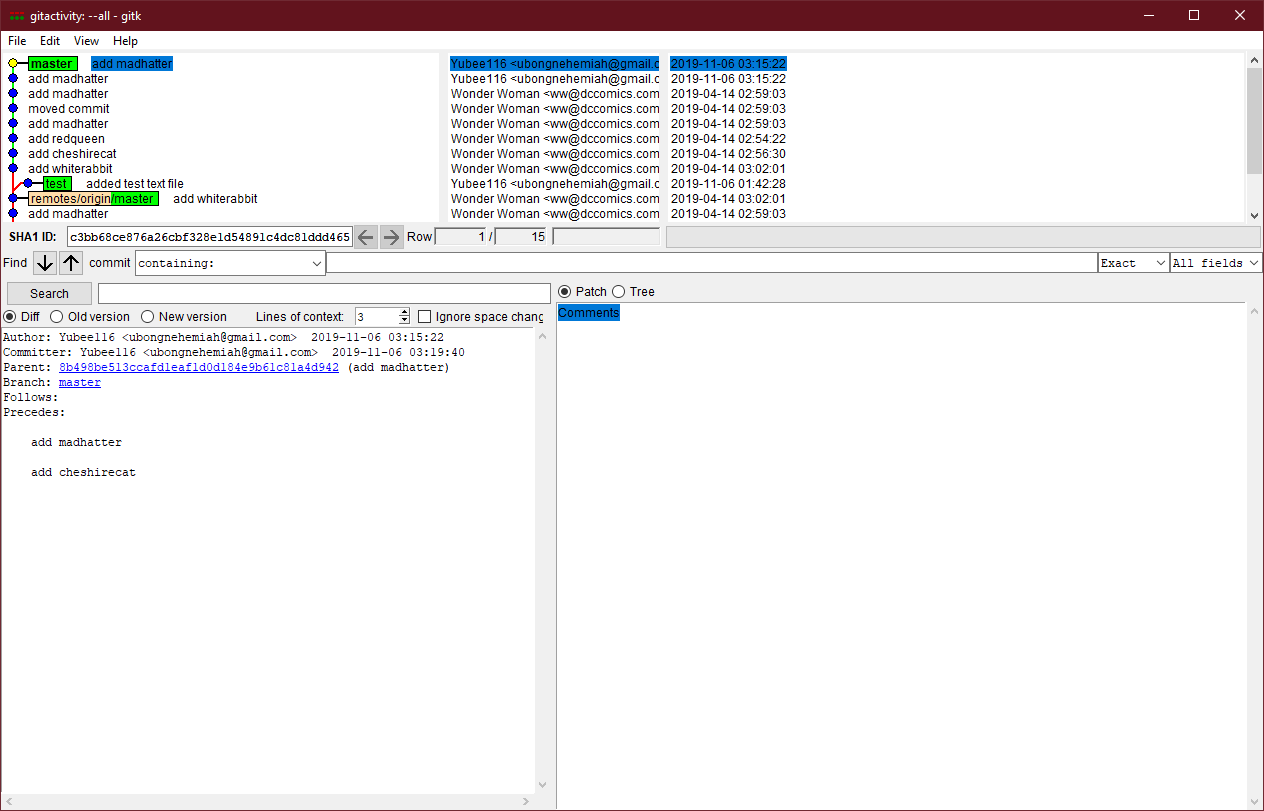 gitactivity: --all - gitk
File Edit View Help
master add madhatter Yubee116 <ubongnehemiah@gmail.c 2019-11-06 03:15:22
add madhatter Yubee116 <ubongnehemiah@gmail.c 2019-11-06 03:15:22
add madhatter Wonder Woman <ww@dccomics.com 2019-04-14 02:59:03
moved commit Wonder Woman <ww@dccomics.com 2019-04-14 02:59:03
add madhatter Wonder Woman <ww@dccomics.com 2019-04-14 02:59:03
add redqueen Wonder Woman <ww@dccomics.com 2019-04-14 02:54:22
add cheshirecat Wonder Woman <ww@dccomics.com 2019-04-14 02:56:30
add whiterabbit Wonder Woman <ww@dccomics.com 2019-04-14 03:02:01
test added test text file Yubee116 <ubongnehemiah@gmail.c 2019-11-06 01:42:28
remotes/origin/master add whiterabbit Wonder Woman <ww@dccomics.com 2019-04-14 03:02:01
add madhatter Wonder Woman <ww@dccomics.com 2019-04-14 02:59:03
SHA1 ID: c3bb68ce876a26cbf328e1d54891c4dc81ddd465 Row 1 / 15
Find commit containing: Exact All fields
Search
Patch Tree
Diff Old version New version Lines of context: 3 Ignore space chang
Comments
Author: Yubee116 <ubongnehemiah@gmail.com> 2019-11-06 03:15:22
Committer: Yubee116 <ubongnehemiah@gmail.com> 2019-11-06 03:19:40
Parent: 8b498be513ccafd1eaf1d0d184e9b61c81a4d942 (add madhatter)
Branch: master
Follows:
Precedes:
add madhatter
add cheshirecat